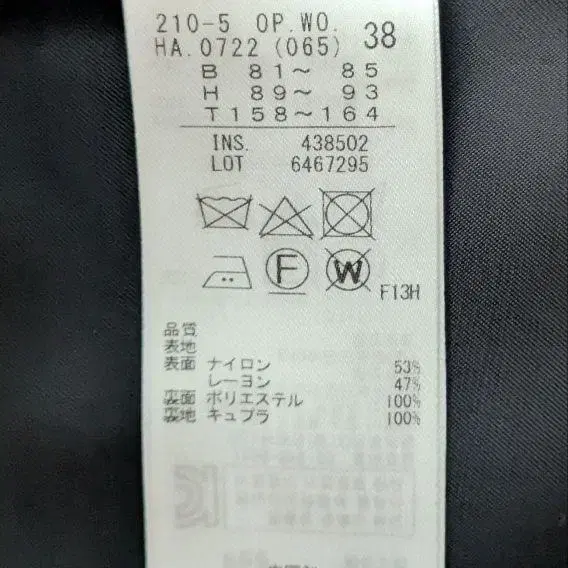 210-5 OP.WO.
HA.0722 (065) 38
B 81～ 85
H 89～ 93
T158～164
INS. 438502
LOT 6467295
F
W
F13H
品質
表地
表面 ナイロン 53%
レーヨン 47%
裏面 ポリエステル 100%
裏地 キュプラ 100%